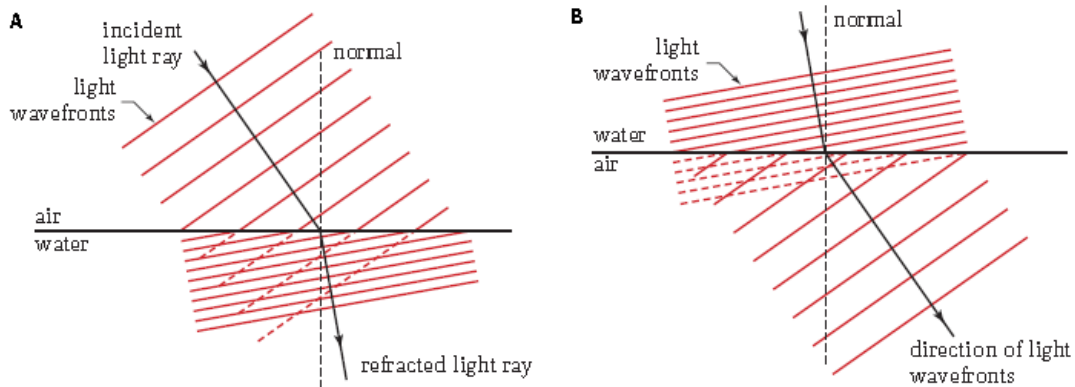 A
incident
light ray
normal
light
wavefronts
air
water
refracted light ray
B
normal
light
wavefronts
water
air
direction of light
wavefronts